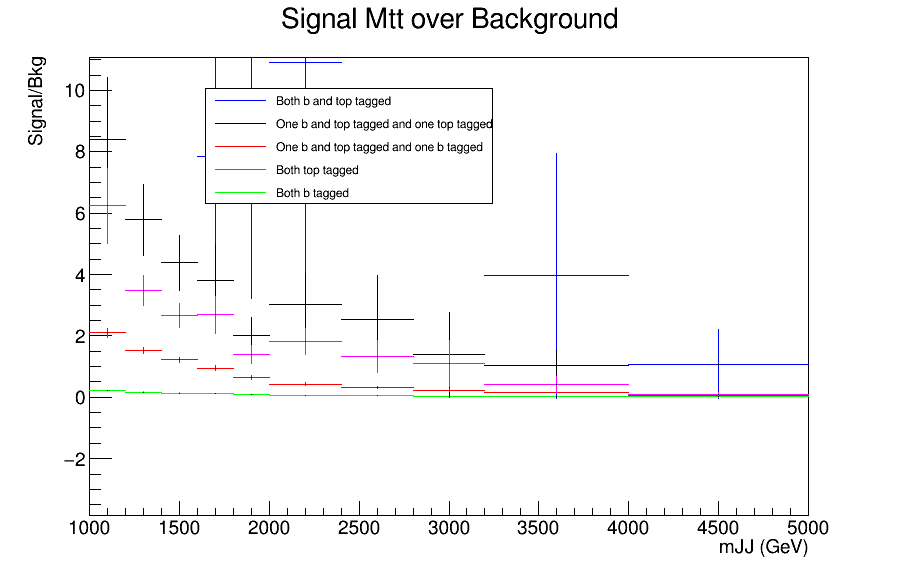 Signal Mtt over Background
Signal/Bkg
10
8
6
4
2
0
−2
Both b and top tagged
One b and top tagged and one top tagged
One b and top tagged and one b tagged
Both top tagged
Both b tagged
1000 1500 2000 2500 3000 3500 4000 4500 5000
mJJ (GeV)